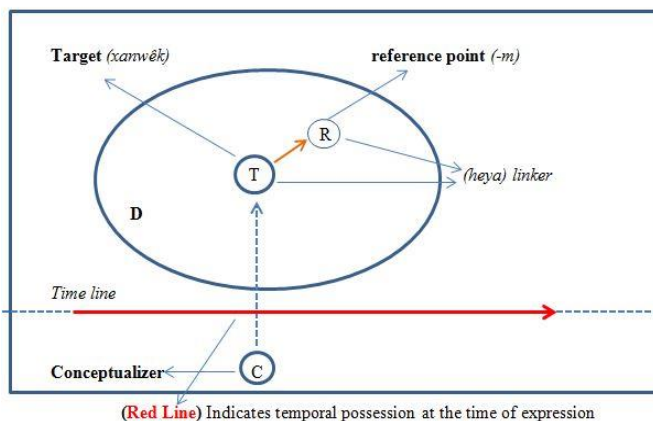 Target (xanwêk)
reference point (-m)
R
T
(heya) linker
D
Time line
Conceptualizer
C
(Red Line) Indicates temporal possession at the time of expression